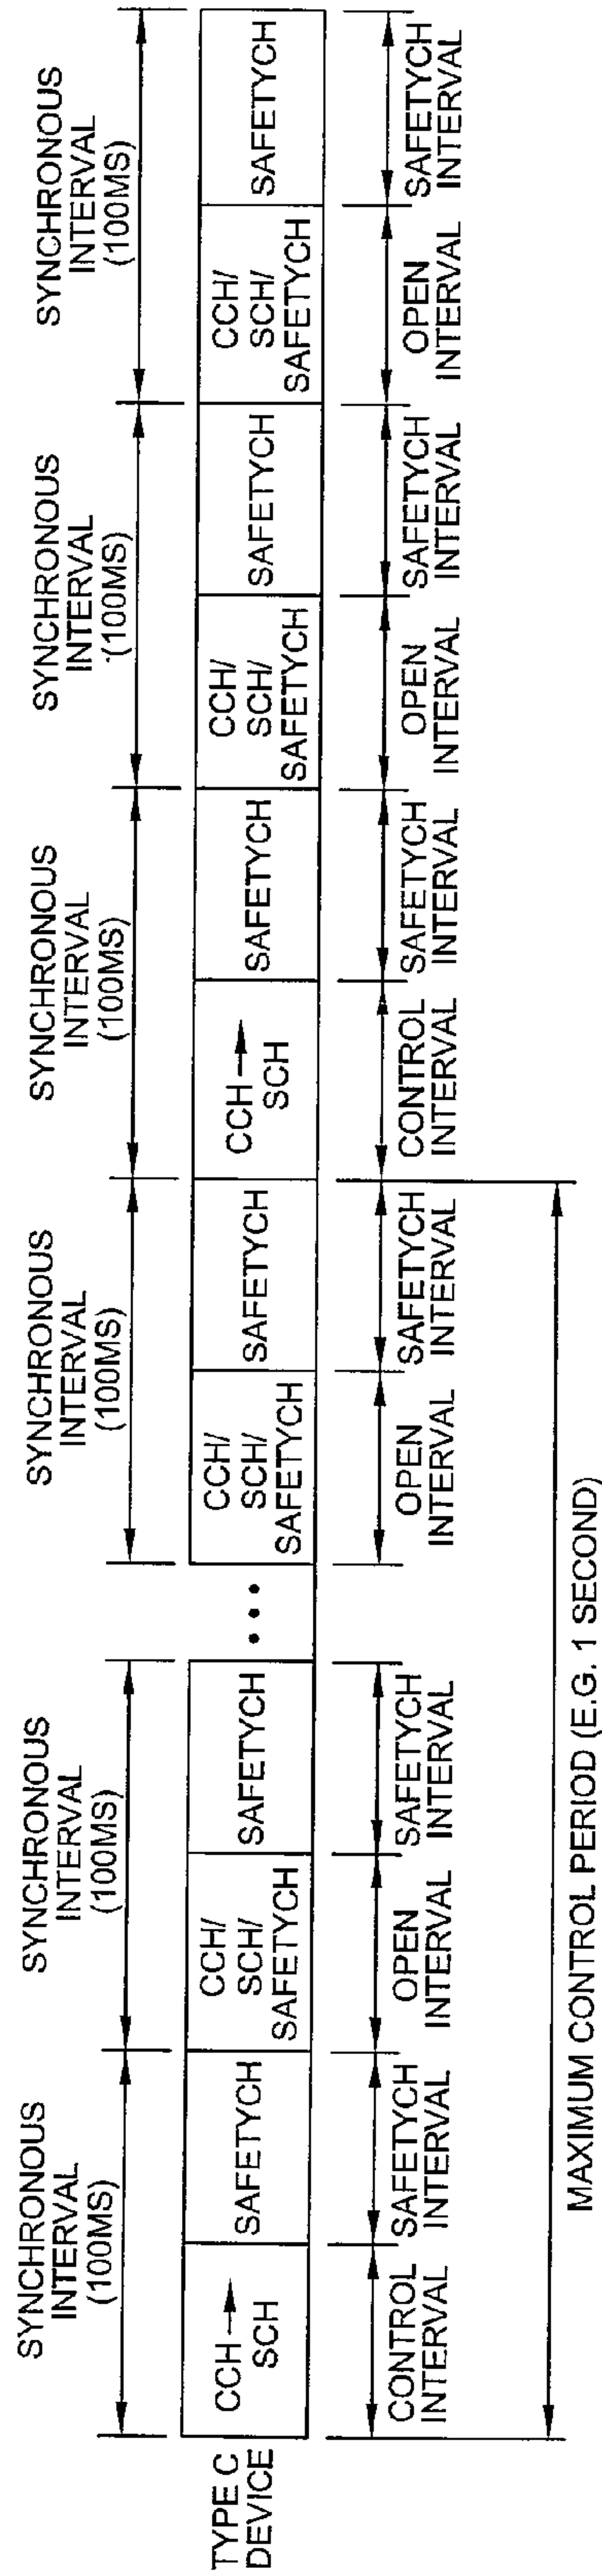 SYNCHRONOUS
INTERVAL
(100MS)
SYNCHRONOUS
INTERVAL
(100MS)
SYNCHRONOUS
INTERVAL
(100MS)
SYNCHRONOUS
INTERVAL
(100MS)
SYNCHRONOUS
INTERVAL
(100MS)
SYNCHRONOUS
INTERVAL
(100MS)
TYPE C
DEVICE
CCH→
SCH
SAFETYCH
CCH/
SCH/
SAFETYCH
SAFETYCH
•••
CCH/
SCH/
SAFETYCH
SAFETYCH
CCH→
SCH
SAFETYCH
CCH/
SCH/
SAFETYCH
SAFETYCH
CCH/
SCH/
SAFETYCH
SAFETYCH
CONTROL
INTERVAL
SAFETYCH
INTERVAL
OPEN
INTERVAL
SAFETYCH
INTERVAL
OPEN
INTERVAL
SAFETYCH
INTERVAL
CONTROL
INTERVAL
SAFETYCH
INTERVAL
OPEN
INTERVAL
SAFETYCH
INTERVAL
OPEN
INTERVAL
SAFETYCH
INTERVAL
MAXIMUM CONTROL PERIOD (E.G. 1 SECOND)